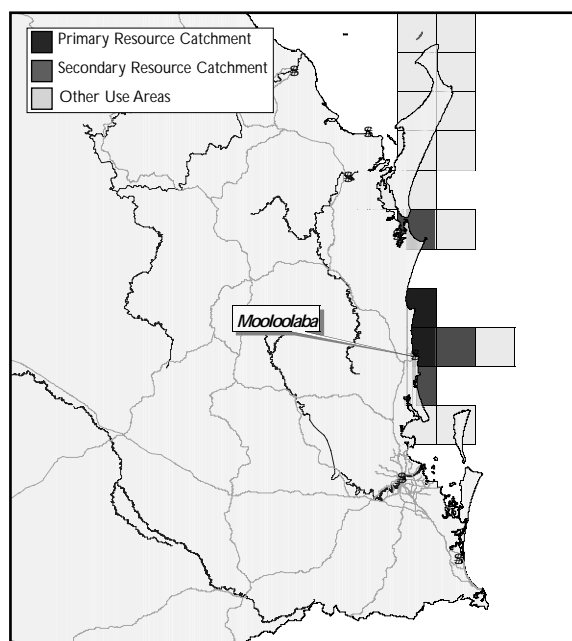 Primary Resource Catchment
Secondary Resource Catchment
Other Use Areas
Mooloolaba